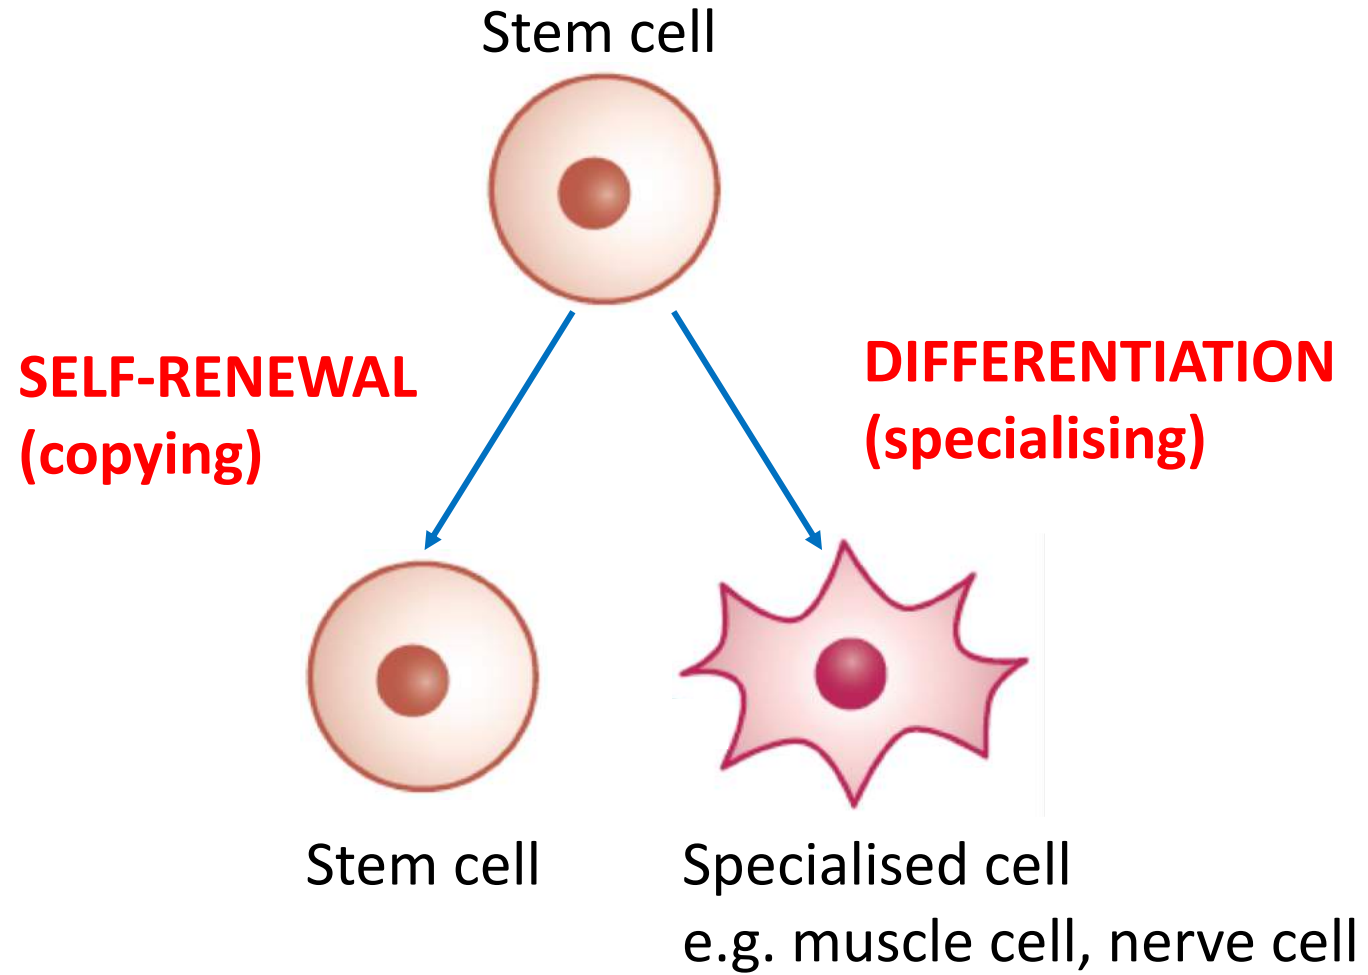 Stem cell
SELF-RENEWAL
(copying)
DIFFERENTIATION
(specialising)
Stem cell
Specialised cell
e.g. muscle cell, nerve cell